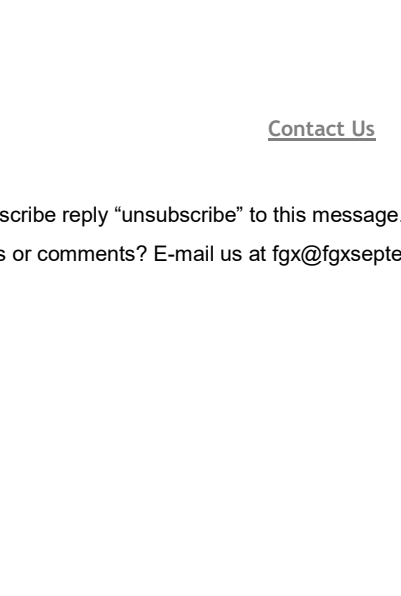 Contact Us
scribe reply “unsubscribe” to this message.
s or comments? E-mail us at fgx@fgxsepte